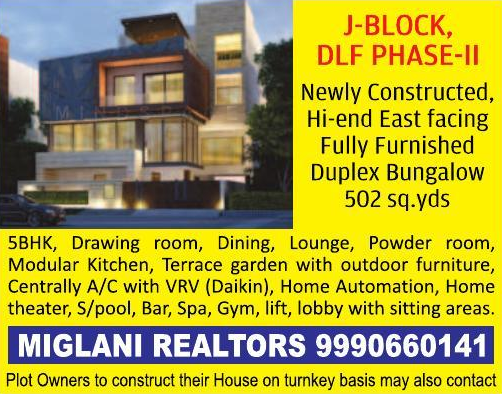 J-BLOCK,
DLF PHASE-II
Newly Constructed,
Hi-end East facing
Fully Furnished
Duplex Bungalow
502 sq.yds
5BHK, Drawing room, Dining, Lounge, Powder room,
Modular Kitchen, Terrace garden with outdoor furniture,
Centrally A/C with VRV (Daikin), Home Automation, Home
theater, S/pool, Bar, Spa, Gym, lift, lobby with sitting areas.
MIGLANI REALTORS 9990660141
Plot Owners to construct their House on turnkey basis may also contact